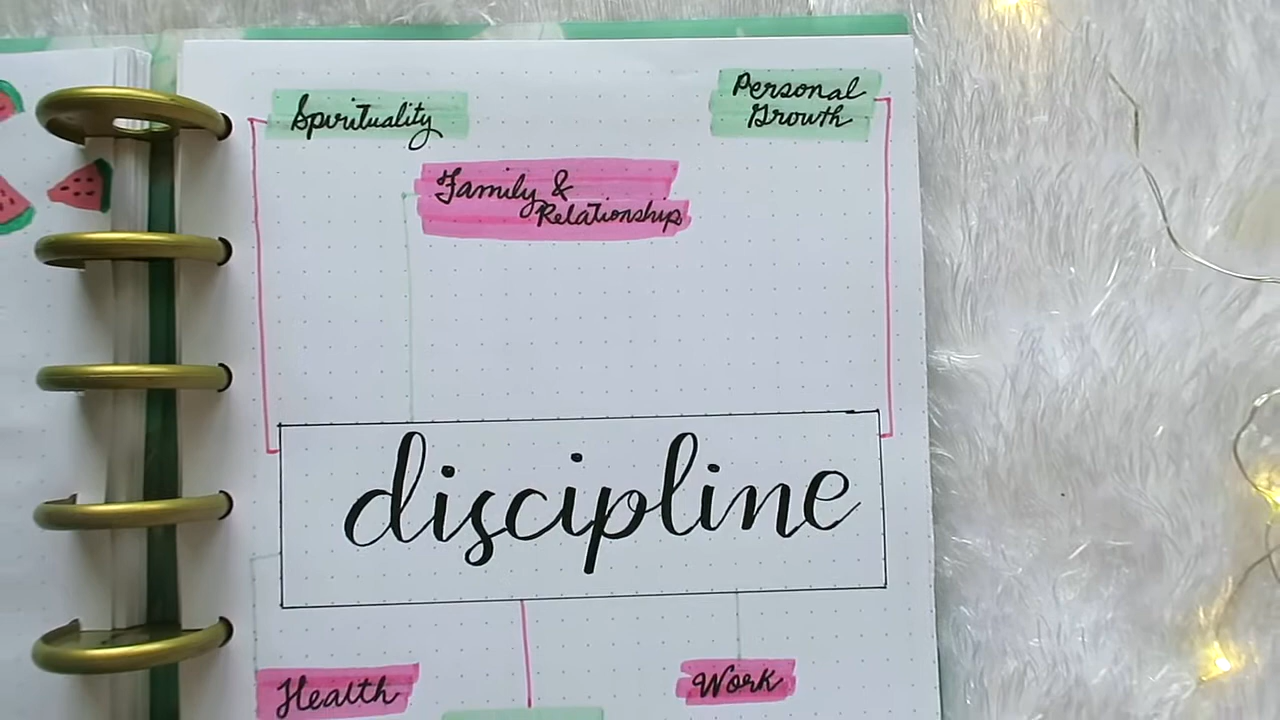 Spirituality
Personal
Growth
Family &
Relationship
discipline
Health
Work